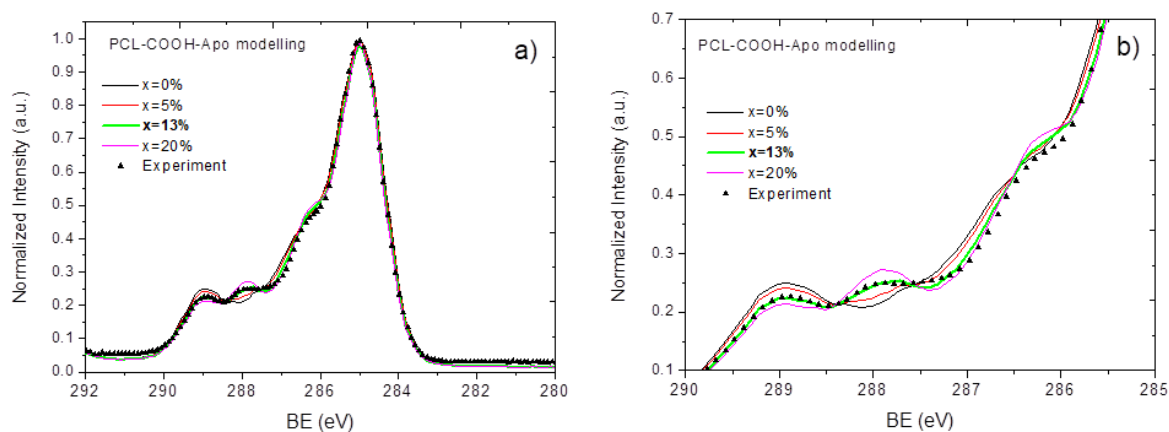 PCL-COOH-Apo modelling
a)
x=0%
x=5%
x=13%
x=20%
Experiment
Normalized Intensity (a.u.)
1.0
0.9
0.8
0.7
0.6
0.5
0.4
0.3
0.2
0.1
0.0
292 290 288 286 284 282 280
BE (eV)
PCL-COOH-Apo modelling
b)
x=0%
x=5%
x=13%
x=20%
Experiment
Normalized Intensity (a.u.)
0.7
0.6
0.5
0.4
0.3
0.2
0.1
290 289 288 287 286 285
BE (eV)